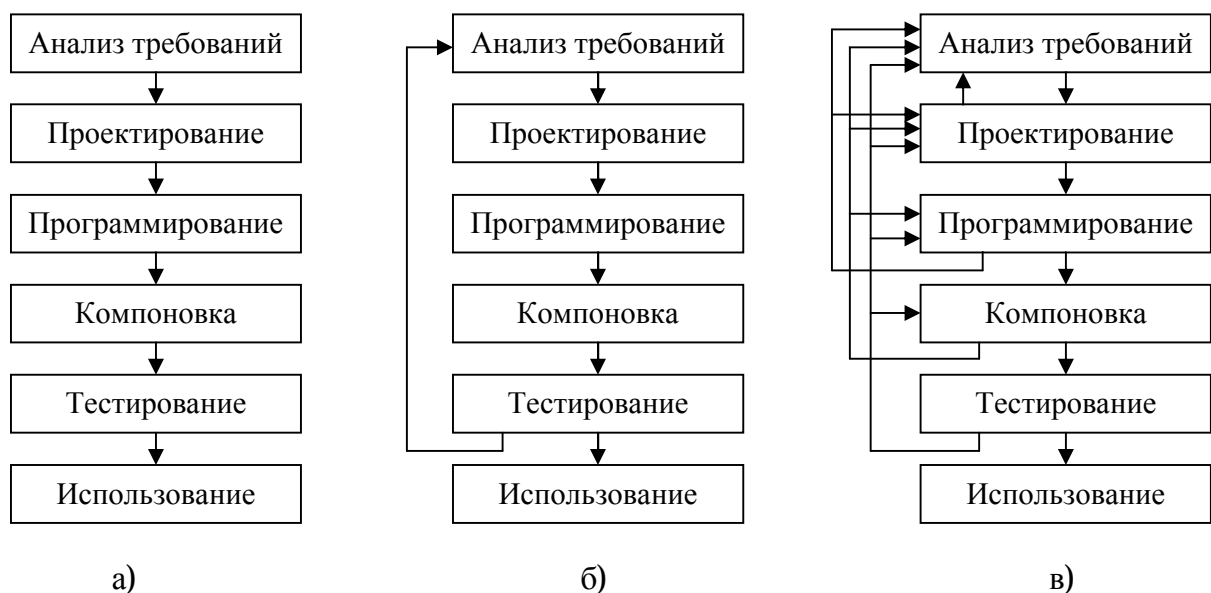 Анализ требований
Проектирование
Программирование
Компоновка
Тестирование
Использование
а)
Анализ требований
Проектирование
Программирование
Компоновка
Тестирование
Использование
б)
Анализ требований
Проектирование
Программирование
Компоновка
Тестирование
Использование
в)